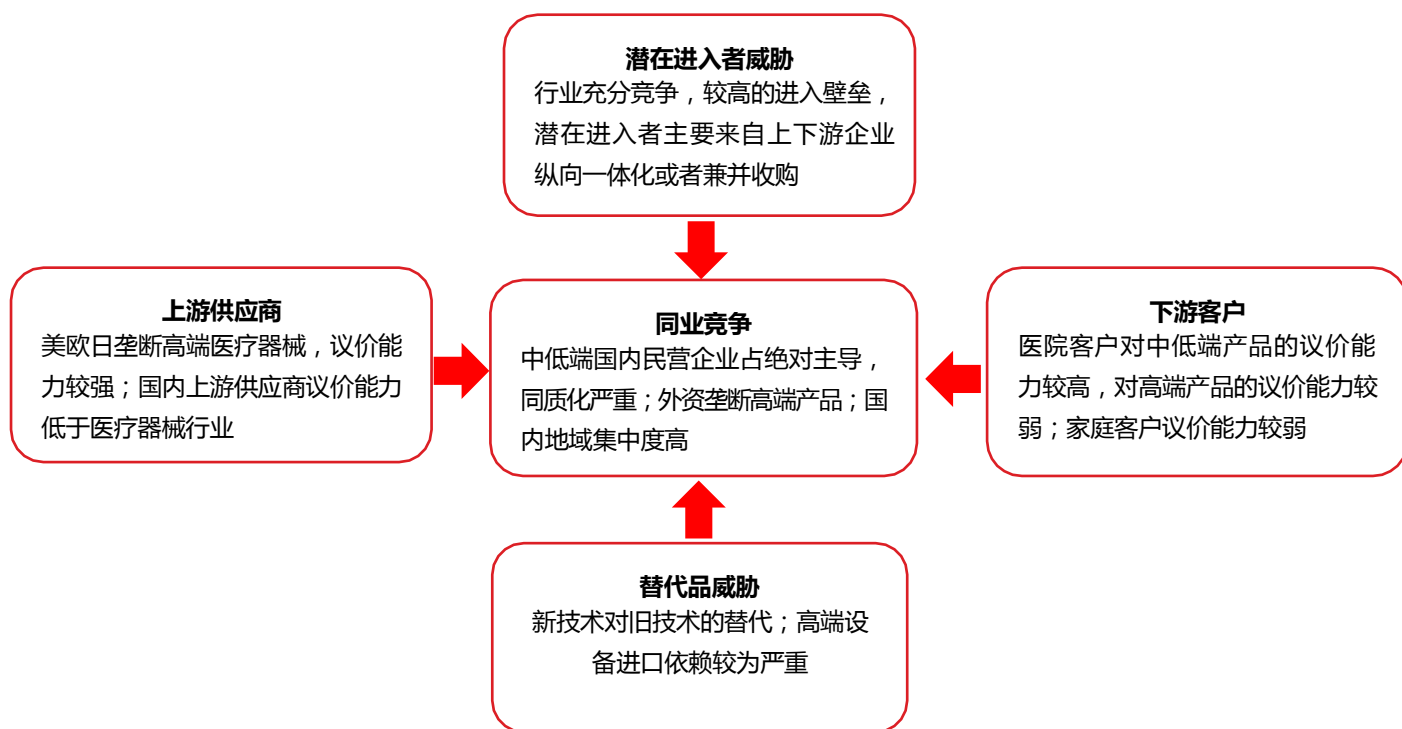 潜在进入者威胁
行业充分竞争，较高的进入壁垒，
潜在进入者主要来自上下游企业
纵向一体化或者兼并收购
上游供应商
美欧日垄断高端医疗器械，议价能
力较强；国内上游供应商议价能力
低于医疗器械行业
同业竞争
中低端国内民营企业占绝对主导，
同质化严重；外资垄断高端产品；国
内地域集中度高
下游客户
医院客户对中低端产品的议价能
力较高，对高端产品的议价能力较
弱；家庭客户议价能力较弱
替代品威胁
新技术对旧技术的替代；高端设
备进口依赖较为严重